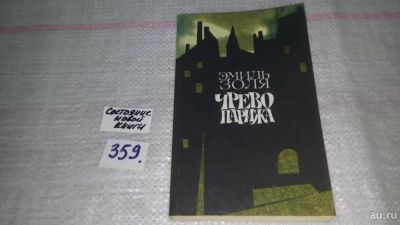 ЭМИЛЬ
ЗОЛЯ
ЧРЕВО
ПАРИЖА
Состояние
новой
книги
359.
au.ru